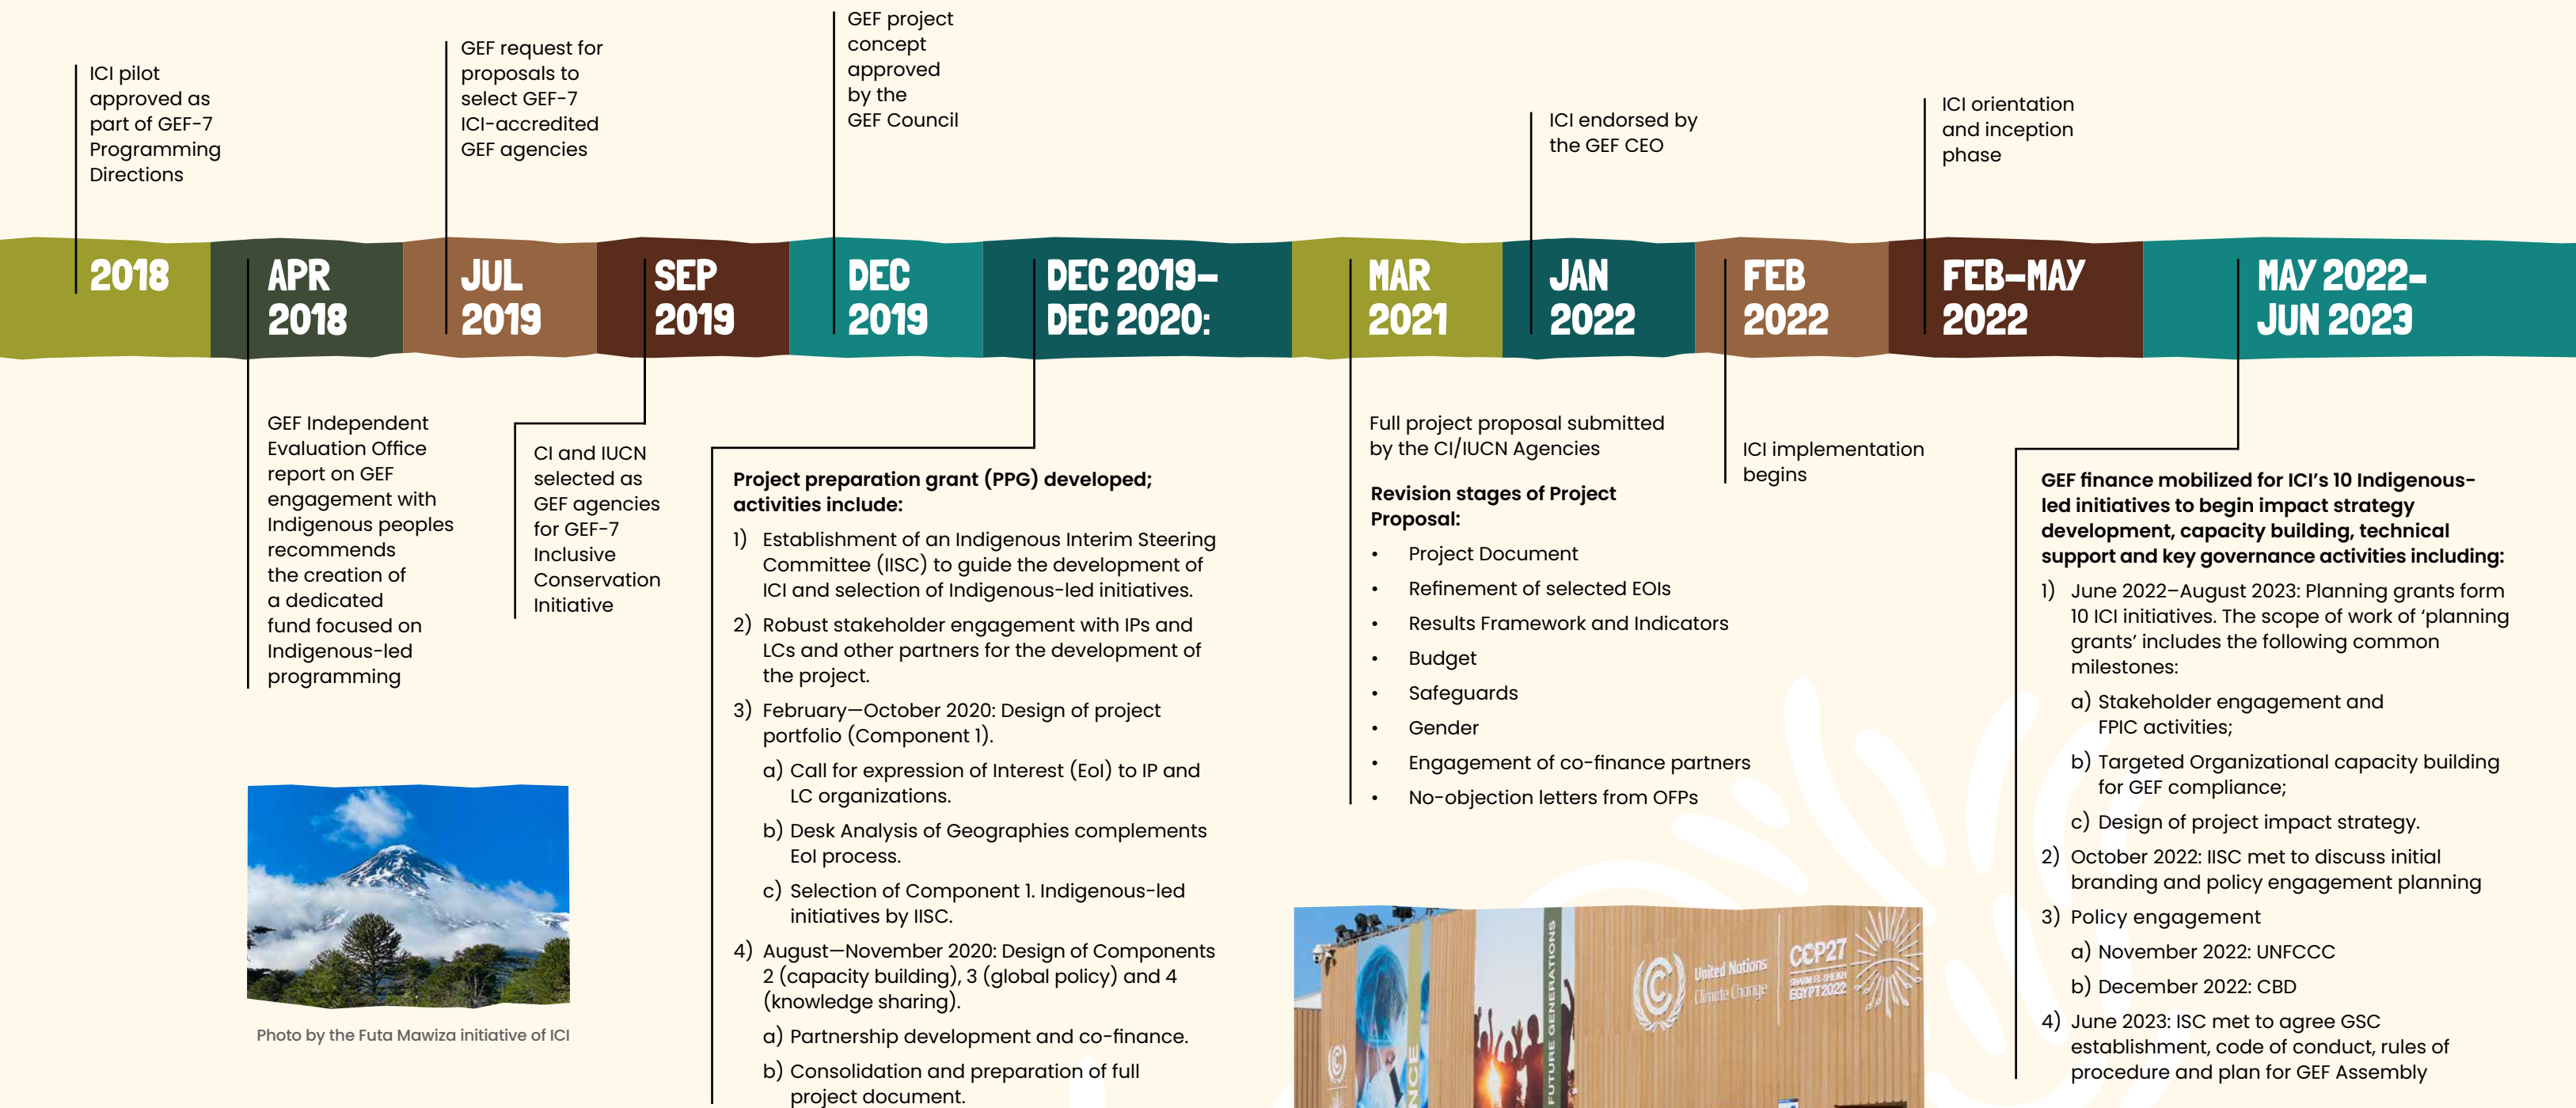 ICI pilot
approved as
part of GEF-7
Programming
Directions
GEF request for
proposals to
select GEF-7
ICI-accredited
GEF agencies
GEF project
concept
approved
by the
GEF Council
ICI endorsed by
the GEF CEO
ICI orientation
and inception
phase
2018
APR
2018
JUL
2019
SEP
2019
DEC
2019
DEC 2019–
DEC 2020:
MAR
2021
JAN
2022
FEB
2022
FEB–MAY
2022
MAY 2022–
JUN 2023
GEF Independent
Evaluation Office
report on GEF
engagement with
Indigenous peoples
recommends
the creation of
a dedicated
fund focused on
Indigenous-led
programming
CI and IUCN
selected as
GEF agencies
for GEF-7
Inclusive
Conservation
Initiative
Project preparation grant (PPG) developed;
activities include:
1) Establishment of an Indigenous Interim Steering
Committee (IISC) to guide the development of
ICI and selection of Indigenous-led initiatives.
2) Robust stakeholder engagement with IPs and
LCs and other partners for the development of
the project.
3) February—October 2020: Design of project
portfolio (Component 1).
a) Call for expression of Interest (EoI) to IP and
LC organizations.
b) Desk Analysis of Geographies complements
EoI process.
c) Selection of Component 1. Indigenous-led
initiatives by IISC.
4) August—November 2020: Design of Components
2 (capacity building), 3 (global policy) and 4
(knowledge sharing).
a) Partnership development and co-finance.
b) Consolidation and preparation of full
project document.
Full project proposal submitted
by the CI/IUCN Agencies
Revision stages of Project
Proposal:
• Project Document
• Refinement of selected EOIs
• Results Framework and Indicators
• Budget
• Safeguards
• Gender
• Engagement of co-finance partners
• No-objection letters from OFPs
ICI implementation
begins
GEF finance mobilized for ICI's 10 Indigenous-
led initiatives to begin impact strategy
development, capacity building, technical
support and key governance activities including:
1) June 2022–August 2023: Planning grants form
10 ICI initiatives. The scope of work of 'planning
grants' includes the following common
milestones:
a) Stakeholder engagement and
FPIC activities;
b) Targeted Organizational capacity building
for GEF compliance;
c) Design of project impact strategy.
2) October 2022: IISC met to discuss initial
branding and policy engagement planning
3) Policy engagement
a) November 2022: UNFCCC
b) December 2022: CBD
4) June 2023: ISC met to agree GSC
establishment, code of conduct, rules of
procedure and plan for GEF Assembly
Photo by the Futa Mawiza initiative of ICI
FUTURE GENERATIONS
United Nations
Climate Change
COP27
SHARM EL-SHEIKH
EGYPT 2022